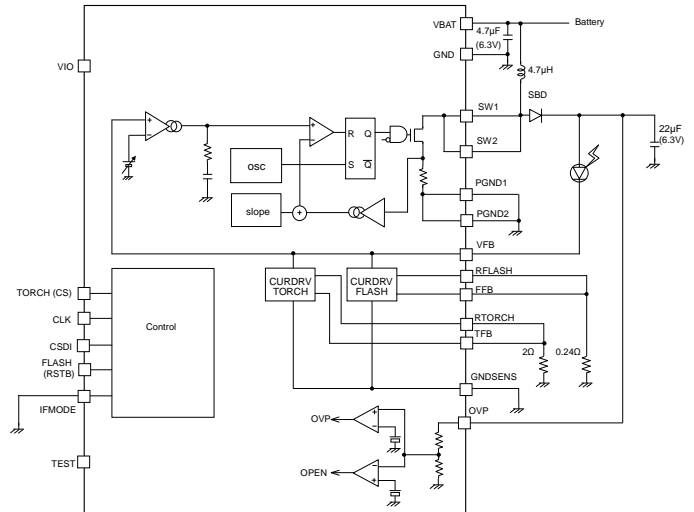 VBAT
Battery
4.7µF
(6.3V)
GND
VIO
4.7µH
SBD
SW1
22µF
(6.3V)
+
−
+
−
R
Q
S
Q
SW2
osc
slope
+
PGND1
PGND2
VFB
RFLASH
CURDRV
TORCH
CURDRV
FLASH
FFB
TORCH (CS)
CLK
Control
RTORCH
TFB
CSDI
2Ω
0.24Ω
FLASH
(RSTB)
IFMODE
GNDSENS
OVP
OVP
+
−
TEST
OPEN
−
+